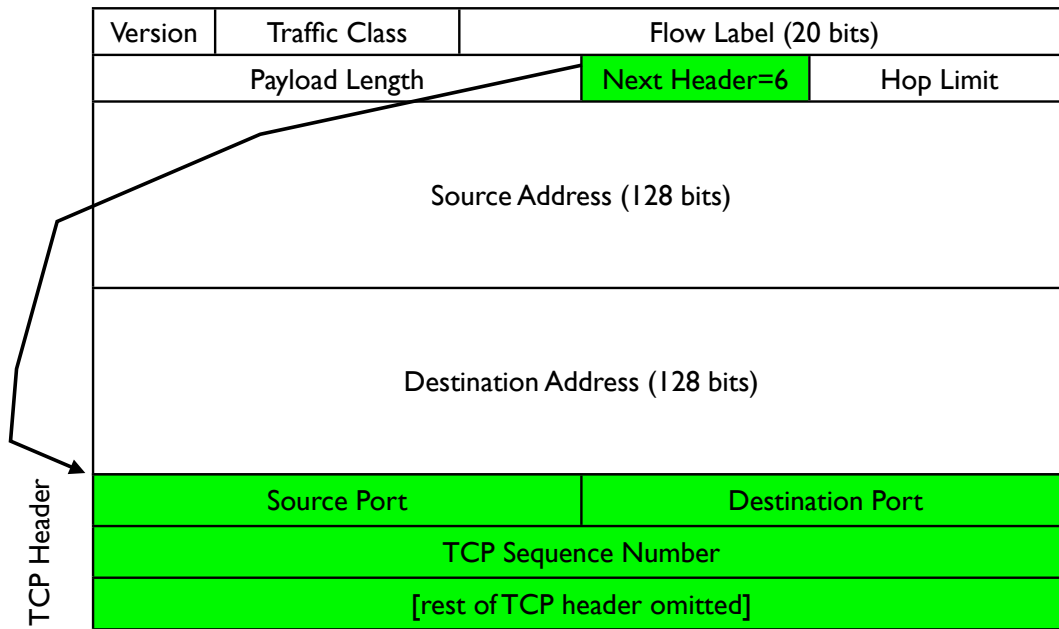 Version Traffic Class Flow Label (20 bits)
Payload Length Next Header=6 Hop Limit
Source Address (128 bits)
Destination Address (128 bits)
TCP Header
Source Port Destination Port
TCP Sequence Number
[rest of TCP header omitted]